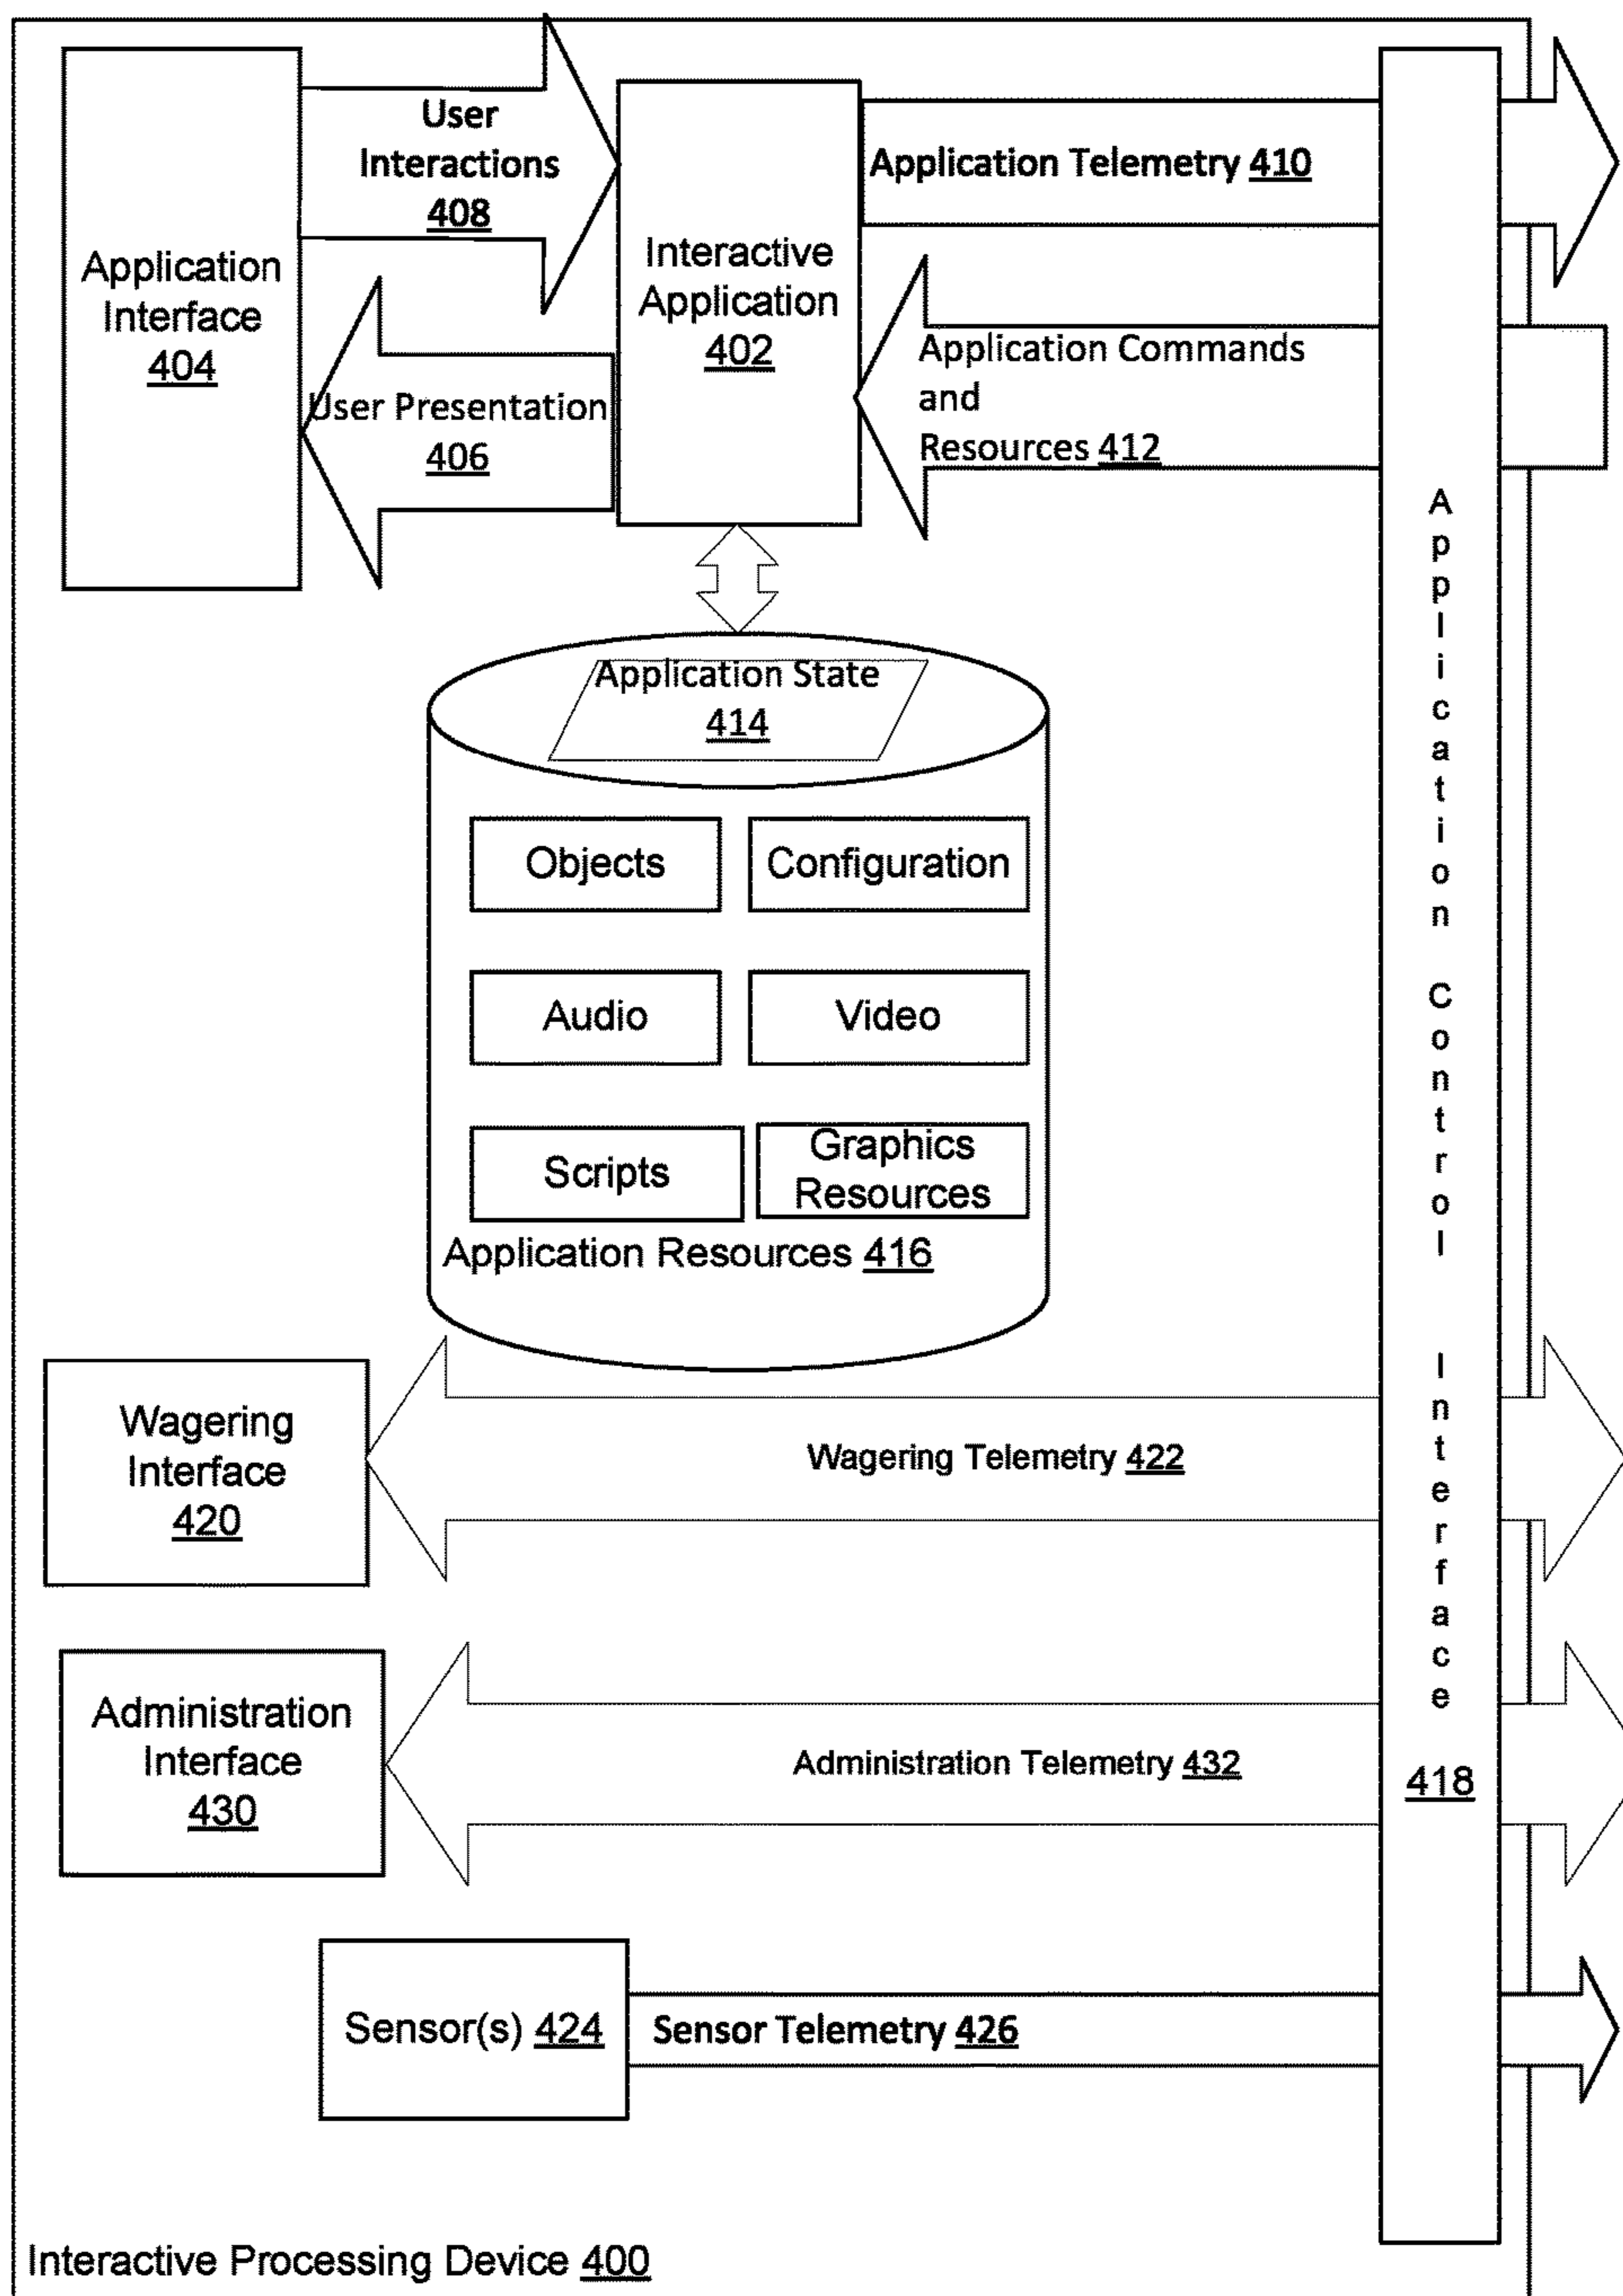 User
Interactions
408
Application
Interface
404
User Presentation
406
Interactive
Application
402
Application Telemetry 410
Application Commands
and
Resources 412
Application State
414
Objects
Configuration
Audio
Video
Scripts
Graphics
Resources
Application Resources 416
Application Control Interface
418
Wagering
Interface
420
Wagering Telemetry 422
Administration
Interface
430
Administration Telemetry 432
Sensor(s) 424
Sensor Telemetry 426
Interactive Processing Device 400